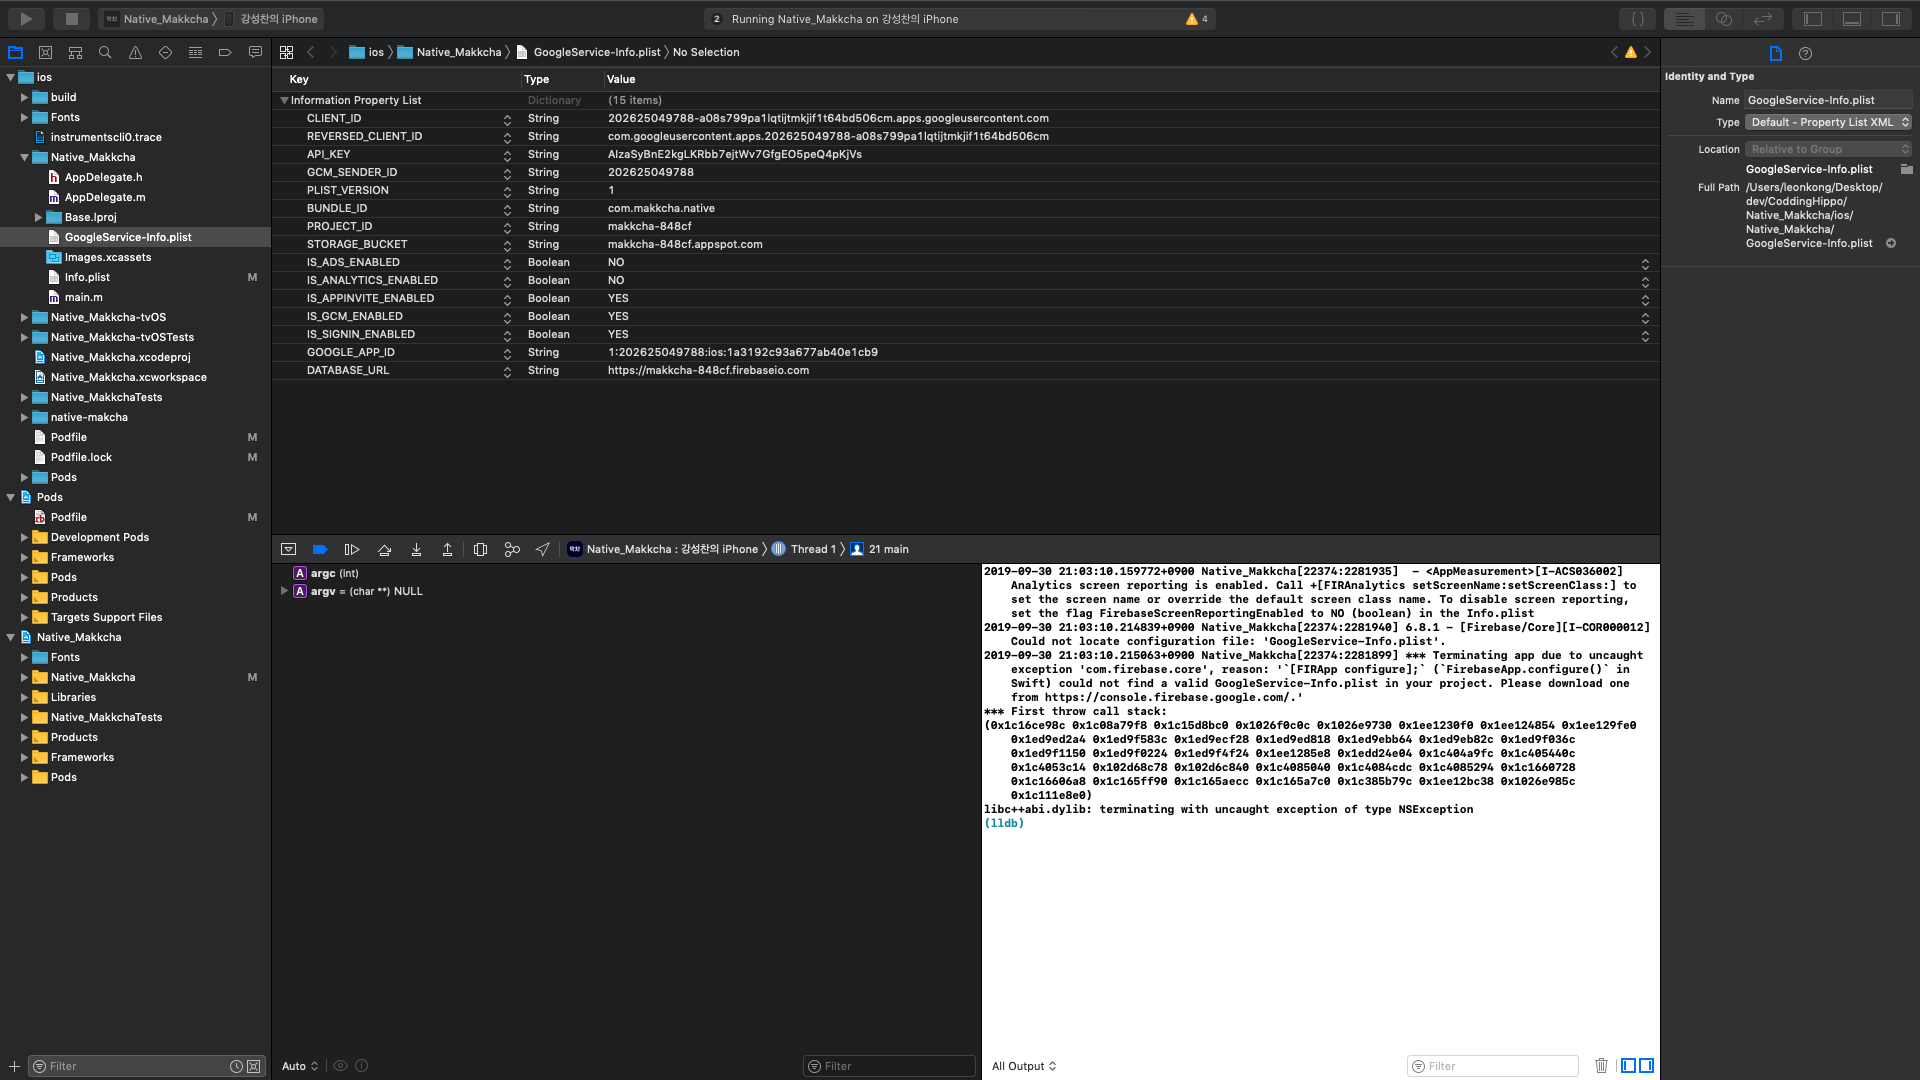 Native_Makkcha 〉 강성찬의 iPhone
2 Running Native_Makkcha on 강성찬의 iPhone
4
ios 〉 Native_Makkcha 〉 GoogleService-Info.plist 〉 No Selection
ios
build
Fonts
instrumentscli0.trace
Native_Makkcha
AppDelegate.h
AppDelegate.m
Base.lproj
GoogleService-Info.plist
Images.xcassets
Info.plist M
main.m
Native_Makkcha-tvOS
Native_Makkcha-tvOSTests
Native_Makkcha.xcodeproj
Native_Makkcha.xcworkspace
Native_MakkchaTests
native-makcha
Podfile M
Podfile.lock M
Pods
Pods
Podfile M
Development Pods
Frameworks
Pods
Products
Targets Support Files
Native_Makkcha
Fonts
Native_Makkcha M
Libraries
Native_MakkchaTests
Products
Frameworks
Pods
Filter
Key Type Value
Information Property List Dictionary (15 items)
CLIENT_ID String 202625049788-a08s799pa1lqtijtmkjif1t64bd506cm.apps.googleusercontent.com
REVERSED_CLIENT_ID String com.googleusercontent.apps.202625049788-a08s799pa1lqtijtmkjif1t64bd506cm
API_KEY String AIzaSyBnE2kgLKRbb7ejtWv7GfgEO5peQ4pKjVs
GCM_SENDER_ID String 202625049788
PLIST_VERSION String 1
BUNDLE_ID String com.makkcha.native
PROJECT_ID String makkcha-848cf
STORAGE_BUCKET String makkcha-848cf.appspot.com
IS_ADS_ENABLED Boolean NO
IS_ANALYTICS_ENABLED Boolean NO
IS_APPINVITE_ENABLED Boolean YES
IS_GCM_ENABLED Boolean YES
IS_SIGNIN_ENABLED Boolean YES
GOOGLE_APP_ID String 1:202625049788:ios:1a3192c93a677ab40e1cb9
DATABASE_URL String https://makkcha-848cf.firebaseio.com
Native_Makkcha : 강성찬의 iPhone 〉 Thread 1 〉 21 main
A argc (int)
A argv = (char **) NULL
Auto
Filter
2019-09-30 21:03:10.159772+0900 Native_Makkcha[22374:2281935]  - <AppMeasurement>[I-ACS036002]
Analytics screen reporting is enabled. Call +[FIRAnalytics setScreenName:setScreenClass:] to
set the screen name or override the default screen class name. To disable screen reporting,
set the flag FirebaseScreenReportingEnabled to NO (boolean) in the Info.plist
2019-09-30 21:03:10.214839+0900 Native_Makkcha[22374:2281940] 6.8.1 - [Firebase/Core][I-COR000012]
Could not locate configuration file: 'GoogleService-Info.plist'.
2019-09-30 21:03:10.215063+0900 Native_Makkcha[22374:2281899] *** Terminating app due to uncaught
exception 'com.firebase.core', reason: '`[FIRApp configure];` (`FirebaseApp.configure()` in
Swift) could not find a valid GoogleService-Info.plist in your project. Please download one
from https://console.firebase.google.com/.'
*** First throw call stack:
(0x1c16ce98c 0x1c08a79f8 0x1c15d8bc0 0x1026f0c0c 0x1026e9730 0x1ee1230f0 0x1ee124854 0x1ee129fe0
0x1ed9ed2a4 0x1ed9f583c 0x1ed9ecf28 0x1ed9ed818 0x1ed9ebb64 0x1ed9eb82c 0x1ed9f036c
0x1ed9f1150 0x1ed9f0224 0x1ed9f4f24 0x1ee1285e8 0x1edd24e04 0x1c404a9fc 0x1c405440c
0x1c4053c14 0x102d68c78 0x102d6c840 0x1c4085040 0x1c4084cdc 0x1c4085294 0x1c1660728
0x1c16606a8 0x1c165ff90 0x1c165aecc 0x1c165a7c0 0x1c385b79c 0x1ee12bc38 0x1026e985c
0x1c111e8e0)
libc++abi.dylib: terminating with uncaught exception of type NSException
(lldb)
All Output
Filter
Identity and Type
Name GoogleService-Info.plist
Type Default - Property List XML
Location Relative to Group
GoogleService-Info.plist
Full Path /Users/leonkong/Desktop/
dev/CoddingHippo/
Native_Makkcha/ios/
Native_Makkcha/
GoogleService-Info.plist